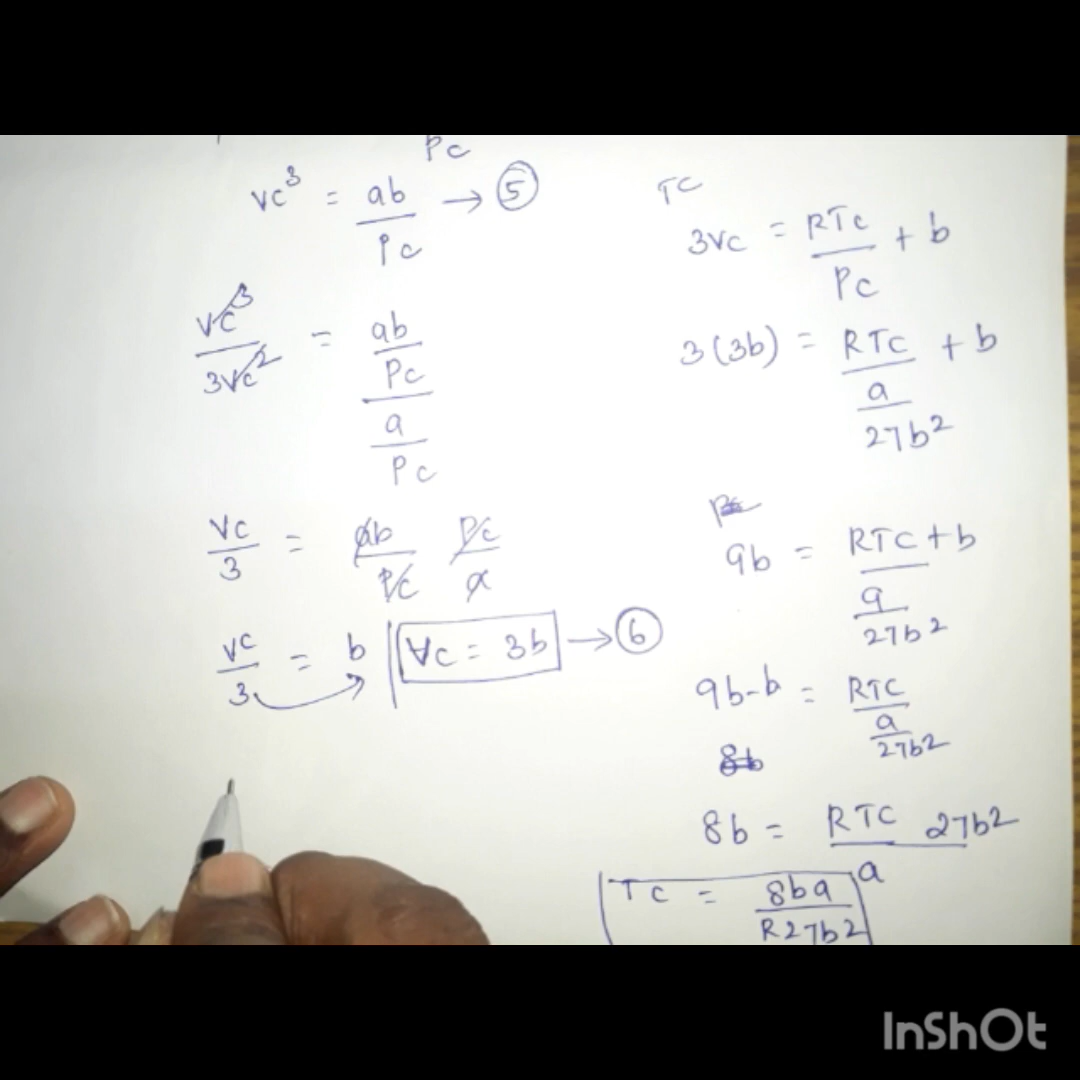 Pc
Vc³ = ab/Pc → ⑤
Vc³/3Vc² = ab/Pc / a/Pc
Vc/3 = ab/Pc Pc/a
Vc/3 = b | Vc = 3b → ⑥
TC
3Vc = RTc/Pc + b
3(3b) = RTc/(a/27b²) + b
9b = RTC/(a/27b²) + b
9b-b = RTC/(a/27b²)
8b
8b = RTC 27b²/a
Tc = 8ba/R27b2
InShOt